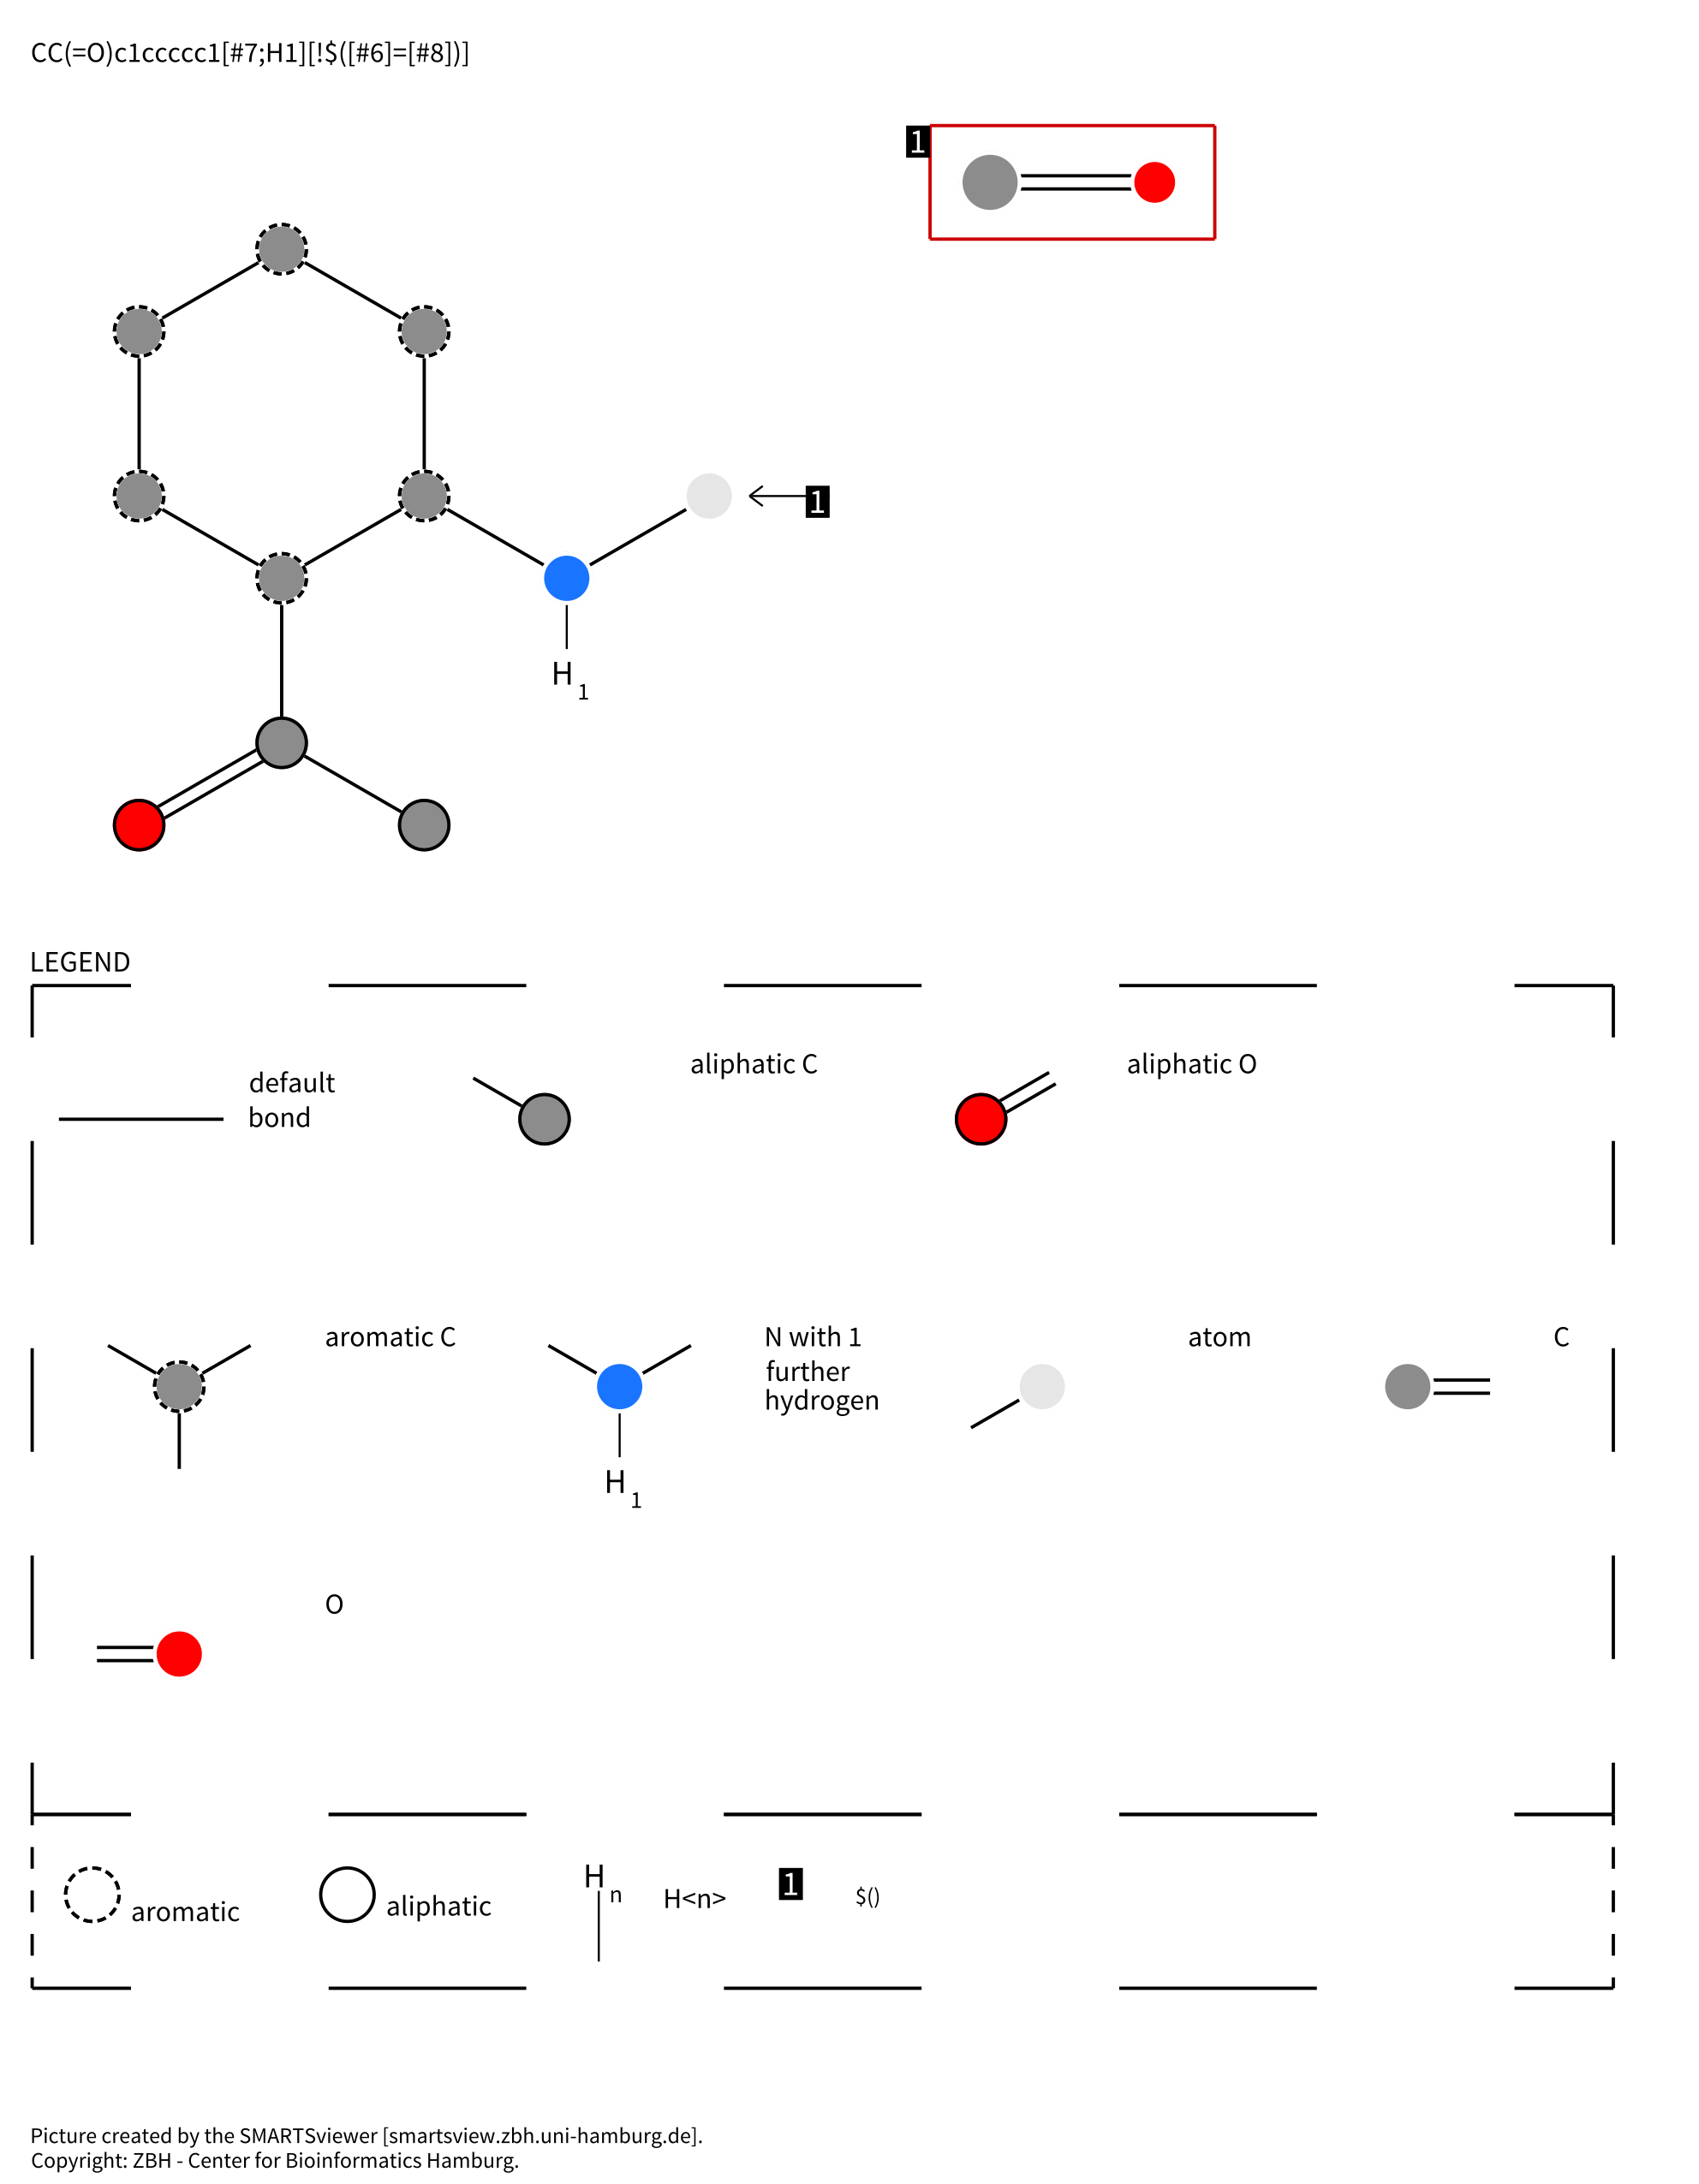 CC(=O)c1ccccc1[#7;H1][!$([#6]=[#8])]
1
1
H 1
LEGEND
default
bond
aliphatic C
aliphatic O
aromatic C
N with 1
further
hydrogen
H 1
atom
C
O
aromatic
aliphatic
H n
H<n>
1
$()
Picture created by the SMARTSviewer [smartsview.zbh.uni-hamburg.de].
Copyright: ZBH - Center for Bioinformatics Hamburg.